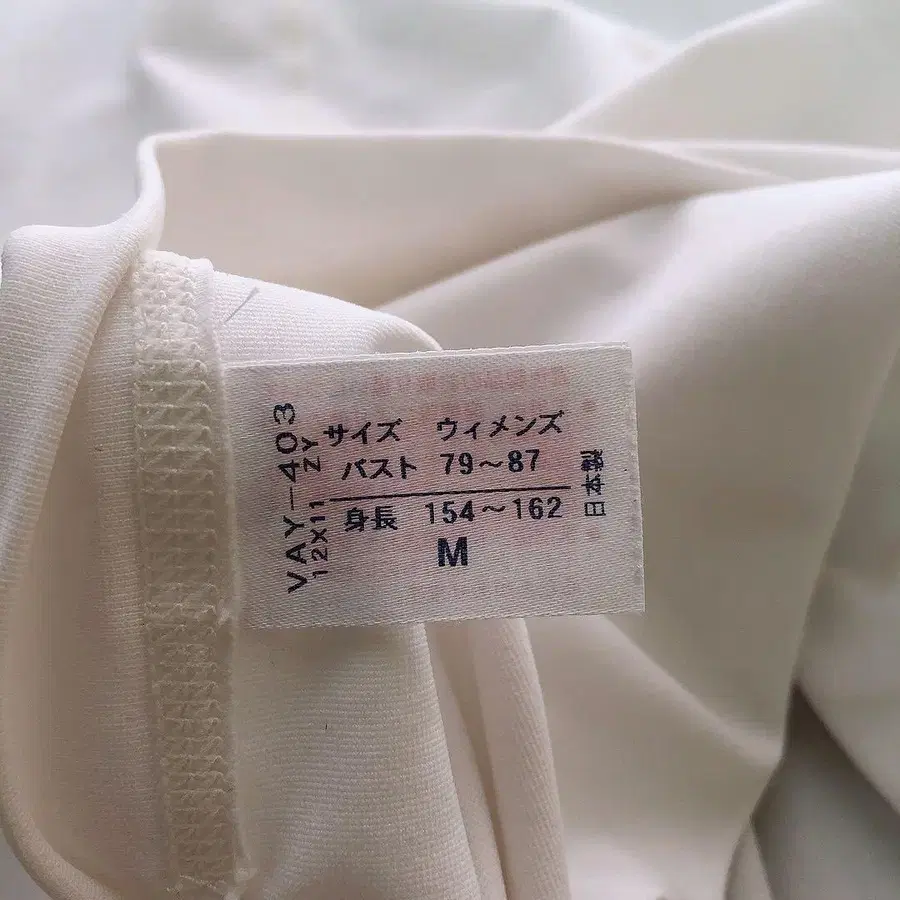 サイズ ウィメンズ
バスト 79～87
身長 154～162
M
VAY-403
12X11 ZY
日本製